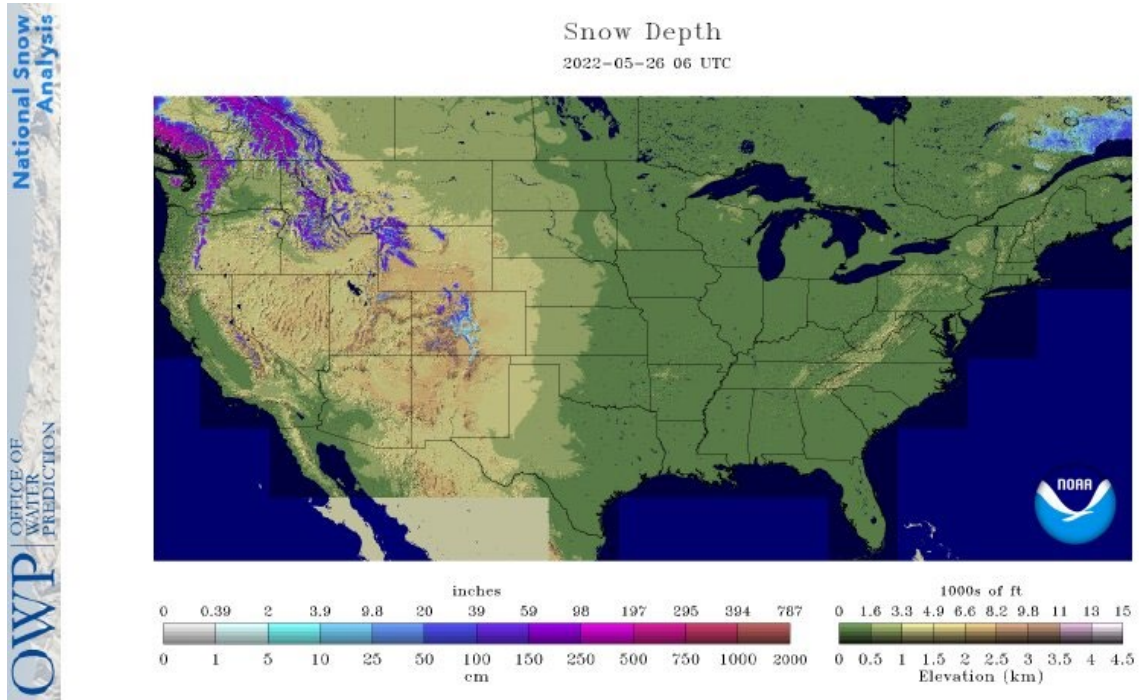 National Snow
Analysis
OWP
OFFICE OF
WATER
PREDICTION
Snow Depth
2022-05-26 06 UTC
NOAA
inches
0 0.39 2 3.9 9.8 20 39 59 98 197 295 394 787
0 1 5 10 25 50 100 150 250 500 750 1000 2000
cm
1000s of ft
0 1.6 3.3 4.9 6.6 8.2 9.8 11 13 15
0 0.5 1 1.5 2 2.5 3 3.5 4 4.5
Elevation (km)